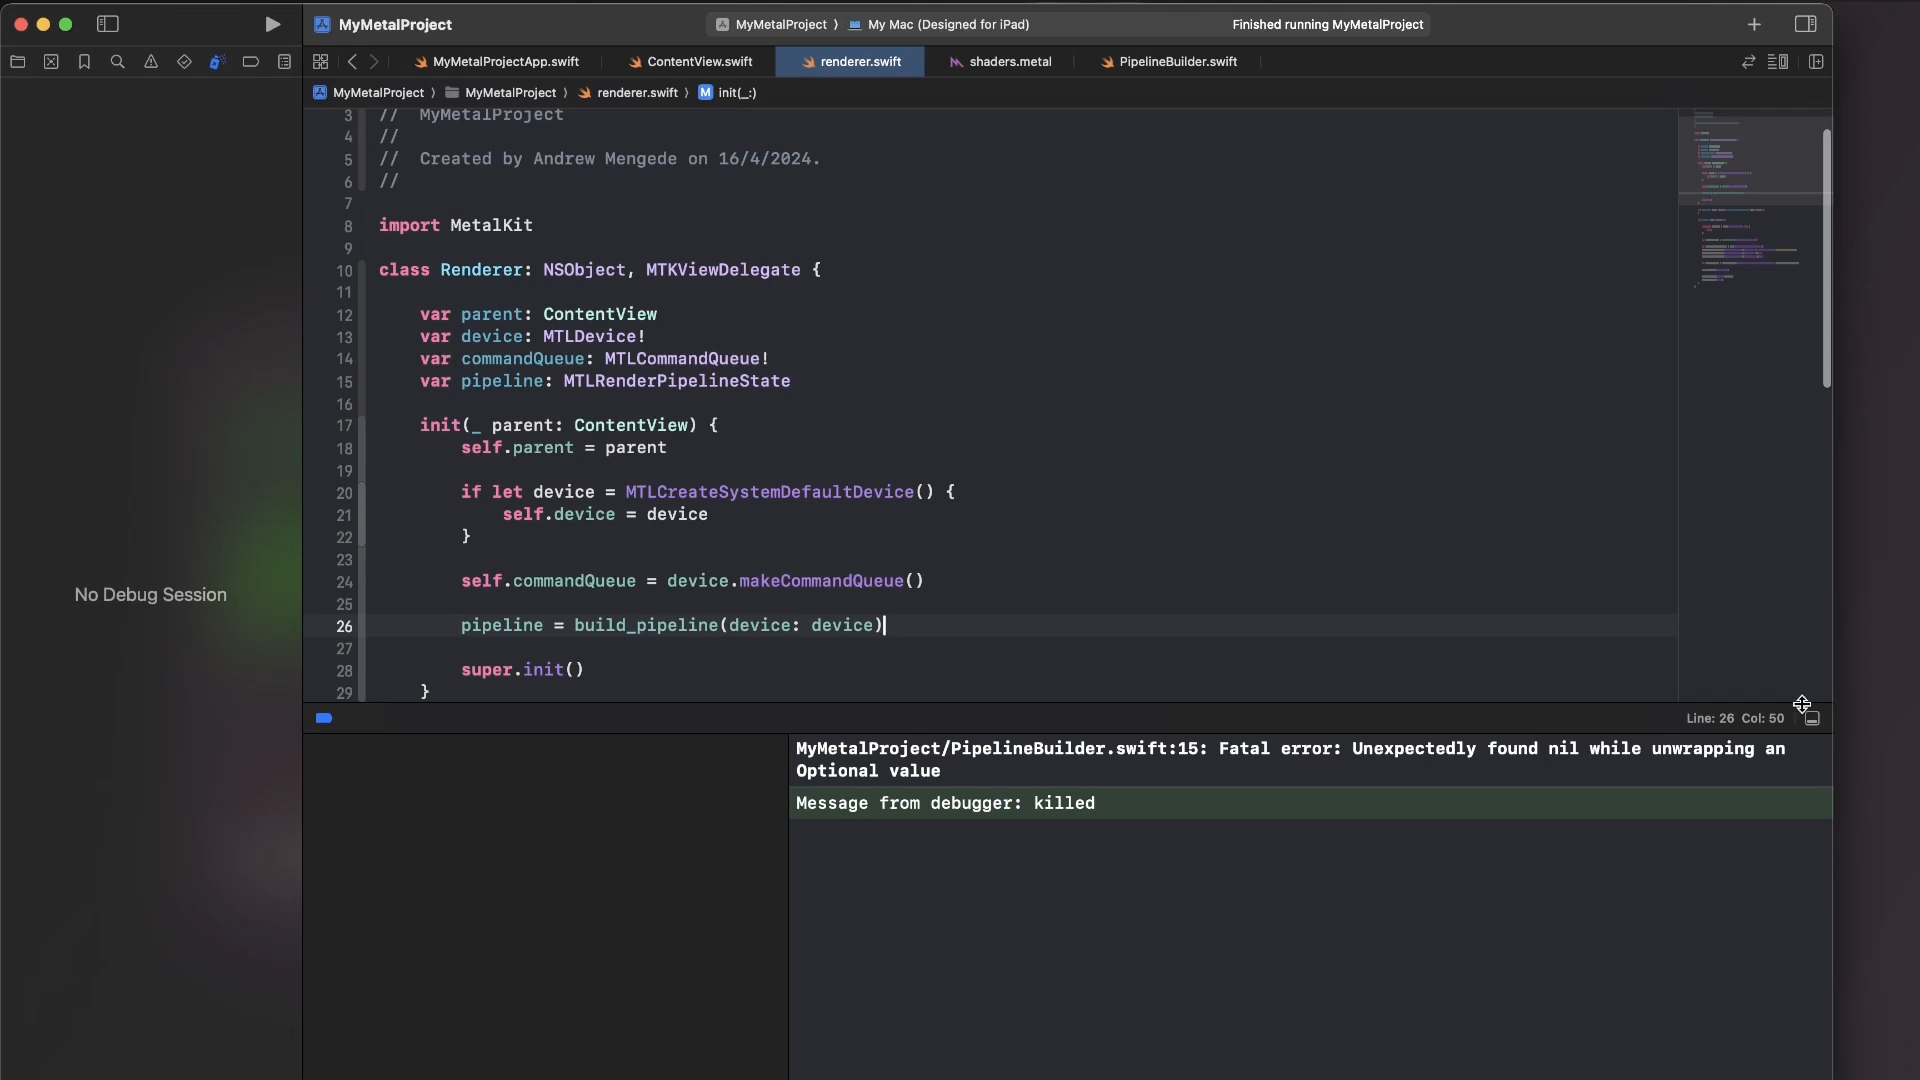 MyMetalProject
MyMetalProject ⟩ My Mac (Designed for iPad)
Finished running MyMetalProject
MyMetalProjectApp.swift
ContentView.swift
renderer.swift
shaders.metal
PipelineBuilder.swift
MyMetalProject ⟩ MyMetalProject ⟩ renderer.swift ⟩ M init(_:)
3 //  MyMetalProject
4 //
5 //  Created by Andrew Mengede on 16/4/2024.
6 //
7
8 import MetalKit
9
10 class Renderer: NSObject, MTKViewDelegate {
11
12     var parent: ContentView
13     var device: MTLDevice!
14     var commandQueue: MTLCommandQueue!
15     var pipeline: MTLRenderPipelineState
16
17     init(_ parent: ContentView) {
18         self.parent = parent
19
20         if let device = MTLCreateSystemDefaultDevice() {
21             self.device = device
22         }
23
24         self.commandQueue = device.makeCommandQueue()
25
26         pipeline = build_pipeline(device: device)
27
28         super.init()
29     }
No Debug Session
Line: 26 Col: 50
MyMetalProject/PipelineBuilder.swift:15: Fatal error: Unexpectedly found nil while unwrapping an
Optional value
Message from debugger: killed